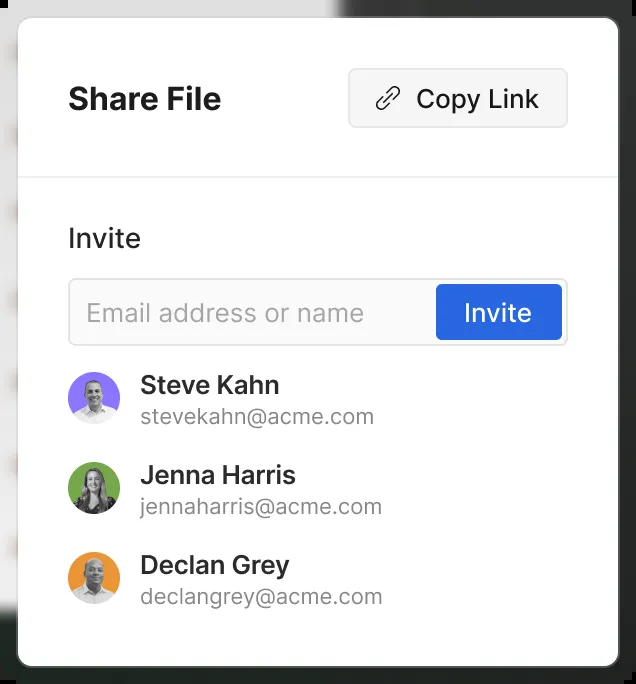 Share File
Copy Link
Invite
Email address or name
Invite
Steve Kahn
stevekahn@acme.com
Jenna Harris
jennaharris@acme.com
Declan Grey
declangrey@acme.com